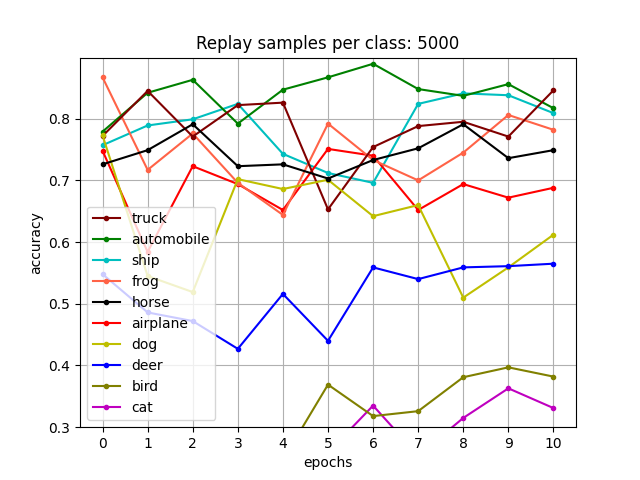 Replay samples per class: 5000
accuracy
0.8
0.7
0.6
0.5
0.4
0.3
truck
automobile
ship
frog
horse
airplane
dog
deer
bird
cat
0 1 2 3 4 5 6 7 8 9 10
epochs